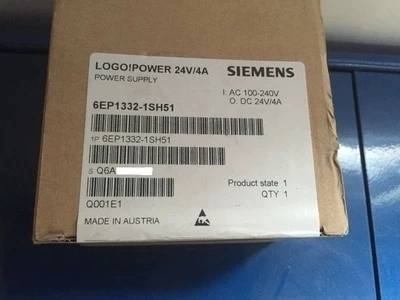 LOGO!POWER 24V/4A
POWER SUPPLY
SIEMENS
I: AC 100-240V
O: DC 24V/4A
6EP1332-1SH51
1P 6EP1332-1SH51
S Q6A
Product state 1
QTY 1
Q001E1
MADE IN AUSTRIA